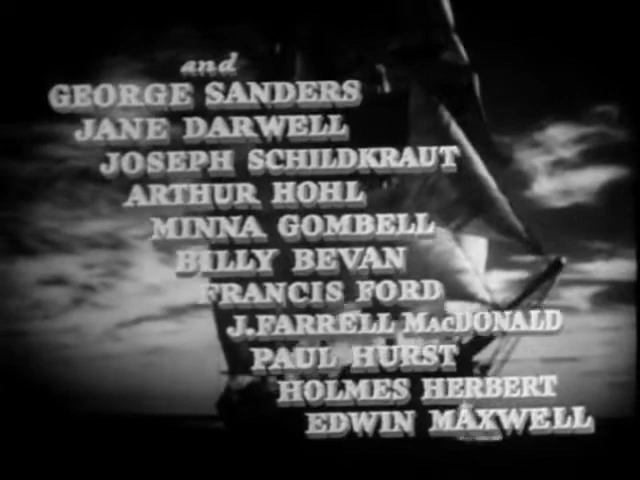 and
GEORGE SANDERS
JANE DARWELL
JOSEPH SCHILDKRAUT
ARTHUR HOHL
MINNA GOMBELL
BILLY BEVAN
FRANCIS FORD
J. FARRELL MACDONALD
PAUL HURST
HOLMES HERBERT
EDWIN MAXWELL